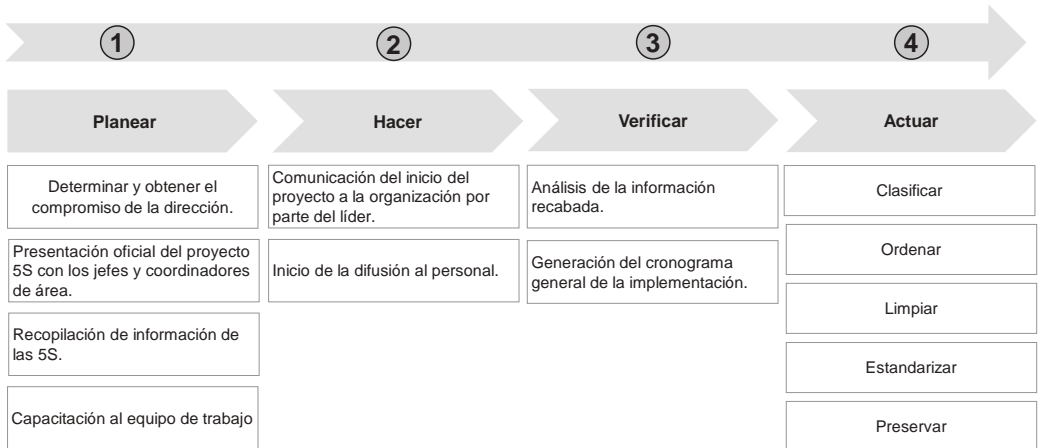 1
2
3
4
Planear
Hacer
Verificar
Actuar
Determinar y obtener el
compromiso de la dirección.
Presentación oficial del proyecto
5S con los jefes y coordinadores
de área.
Recopilación de información de
las 5S.
Capacitación al equipo de trabajo
Comunicación del inicio del
proyecto a la organización por
parte del líder.
Inicio de la difusión al personal.
Análisis de la información
recabada.
Generación del cronograma
general de la implementación.
Clasificar
Ordenar
Limpiar
Estandarizar
Preservar